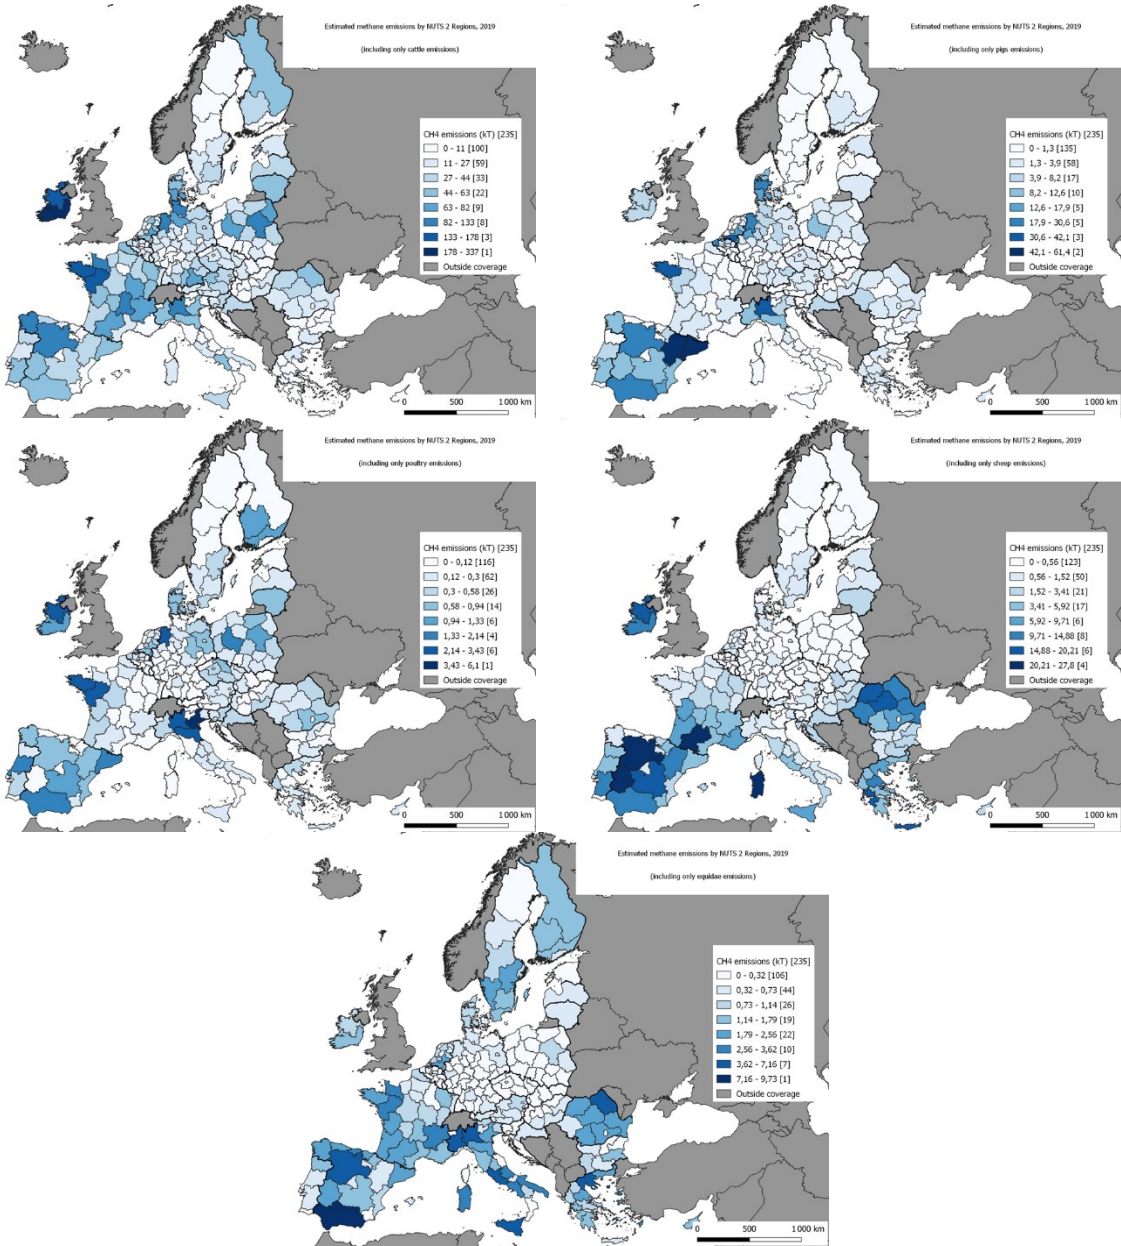 Estimated methane emissions by NUTS 2 Regions, 2019
(including only cattle emissions)
CH4 emissions (kT) [235]
0 - 11 [100]
11 - 27 [59]
27 - 44 [33]
44 - 63 [22]
63 - 82 [9]
82 - 133 [8]
133 - 178 [3]
178 - 337 [1]
Outside coverage
0 500 1 000 km
Estimated methane emissions by NUTS 2 Regions, 2019
(including only pigs emissions)
CH4 emissions (kT) [235]
0 - 1,3 [135]
1,3 - 3,9 [58]
3,9 - 8,2 [17]
8,2 - 12,6 [10]
12,6 - 17,9 [5]
17,9 - 30,6 [5]
30,6 - 42,1 [3]
42,1 - 61,4 [2]
Outside coverage
0 500 1 000 km
Estimated methane emissions by NUTS 2 Regions, 2019
(including only poultry emissions)
CH4 emissions (kT) [235]
0 - 0,12 [116]
0,12 - 0,3 [62]
0,3 - 0,58 [26]
0,58 - 0,94 [14]
0,94 - 1,33 [6]
1,33 - 2,14 [4]
2,14 - 3,43 [6]
3,43 - 6,1 [1]
Outside coverage
0 500 1 000 km
Estimated methane emissions by NUTS 2 Regions, 2019
(including only sheep emissions)
CH4 emissions (kT) [235]
0 - 0,56 [123]
0,56 - 1,52 [50]
1,52 - 3,41 [21]
3,41 - 5,92 [17]
5,92 - 9,71 [6]
9,71 - 14,88 [8]
14,88 - 20,21 [6]
20,21 - 27,8 [4]
Outside coverage
0 500 1 000 km
Estimated methane emissions by NUTS 2 Regions, 2019
(including only equidae emissions)
CH4 emissions (kT) [235]
0 - 0,32 [106]
0,32 - 0,73 [44]
0,73 - 1,14 [26]
1,14 - 1,79 [19]
1,79 - 2,56 [22]
2,56 - 3,62 [10]
3,62 - 7,16 [7]
7,16 - 9,73 [1]
Outside coverage
0 500 1 000 km